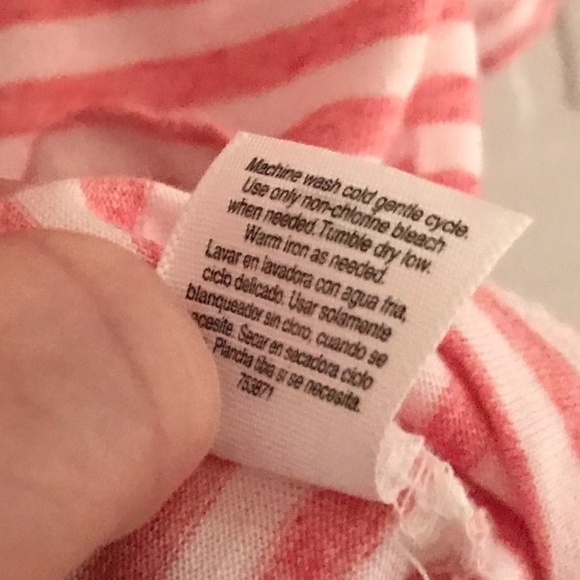 Machine wash cold gentle cycle.
Use only non-chlorine bleach
when needed. Tumble dry low.
Warm iron as needed.
Lavar en lavadora con agua fria,
ciclo delicado. Usar solamente
blanqueador sin cloro, cuando se
necesite. Secar en secadora ciclo
Plancha tibia si se necesita.
753871